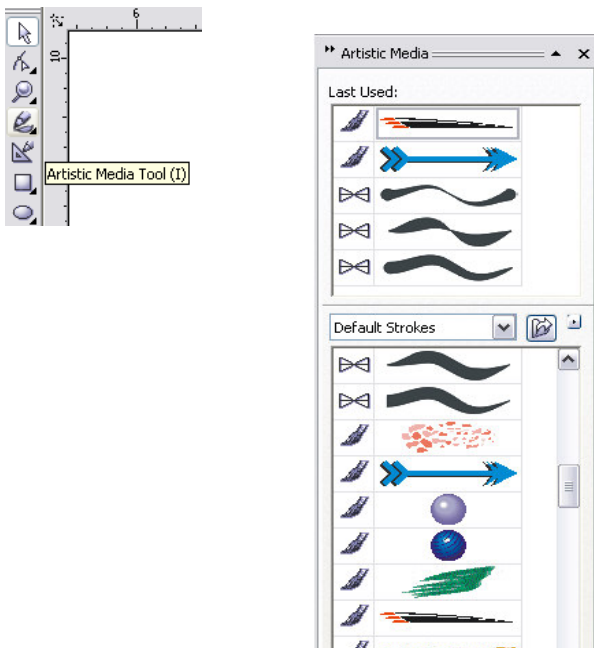 6
10
Artistic Media Tool (I)
Artistic Media
Last Used:
Default Strokes